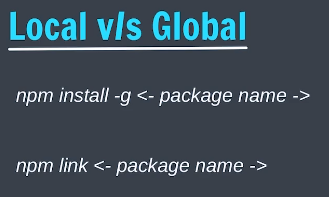 Local v/s Global
npm install -g <- package name ->
npm link <- package name ->